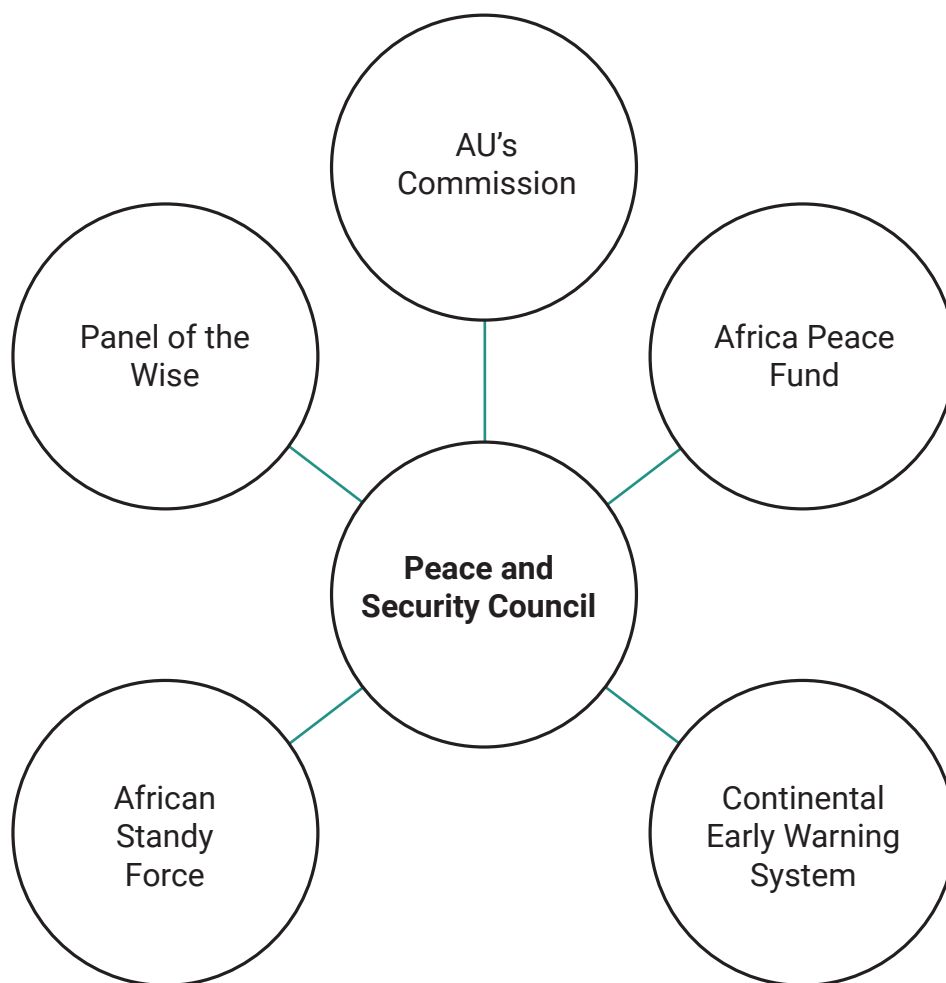 AU’s
Commission
Panel of the
Wise
Africa Peace
Fund
Peace and
Security Council
African
Standy
Force
Continental
Early Warning
System